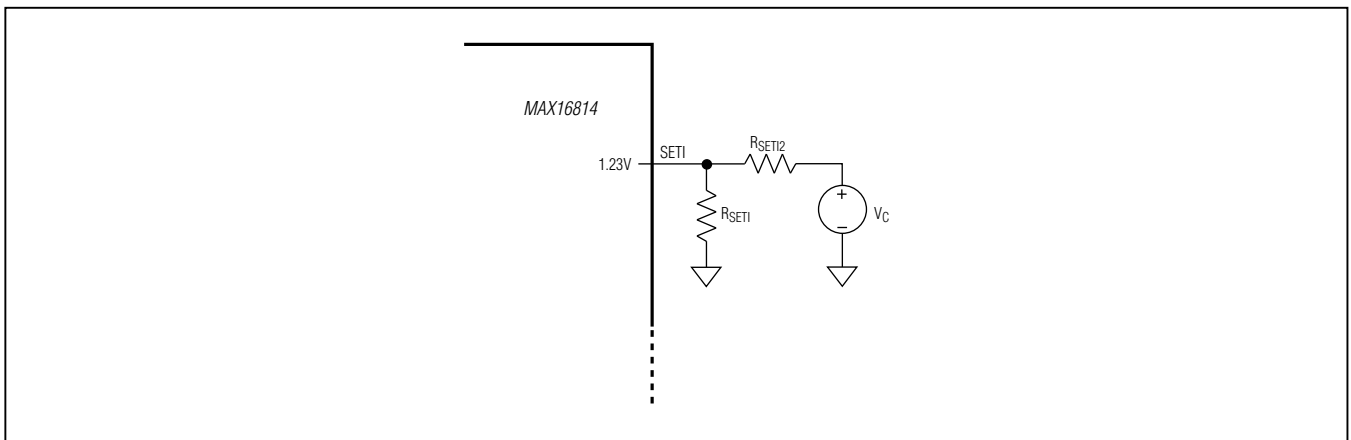 MAX16814
1.23V
SETI
RSETI2
RSETI
+
−
VC